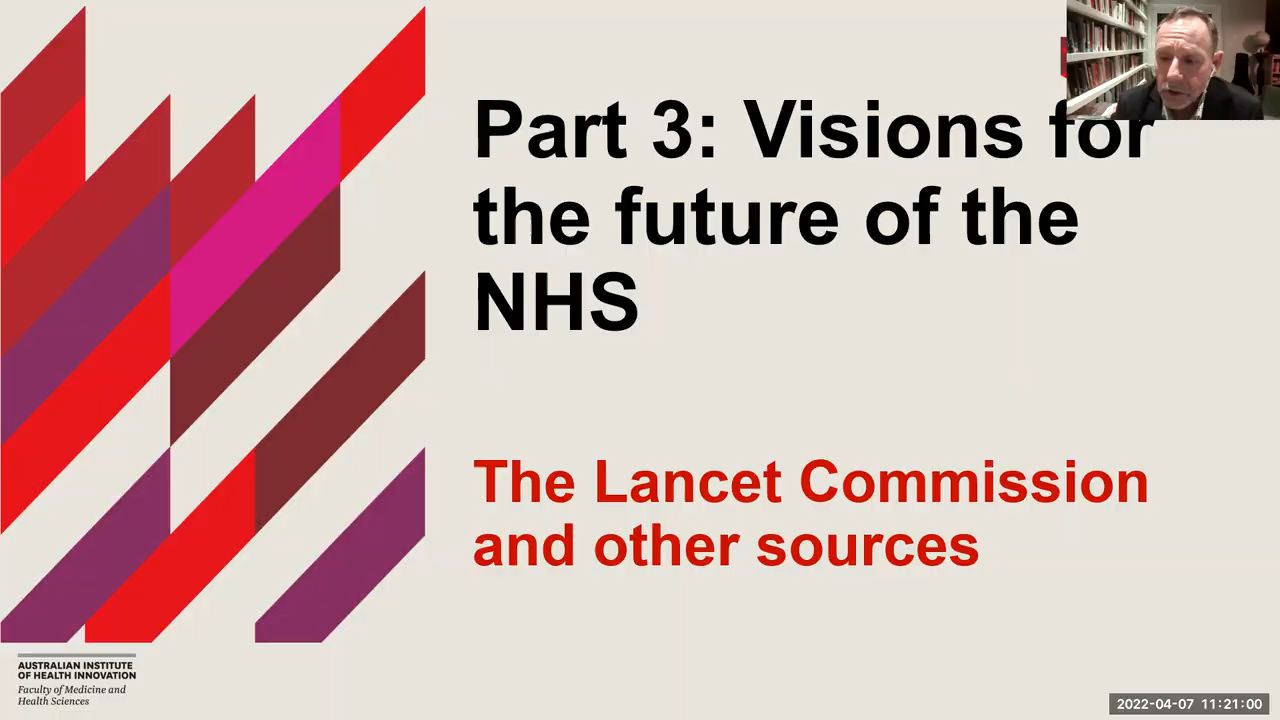 Part 3: Visions for
the future of the
NHS
The Lancet Commission
and other sources
AUSTRALIAN INSTITUTE
OF HEALTH INNOVATION
Faculty of Medicine and
Health Sciences
2022-04-07 11:21:00